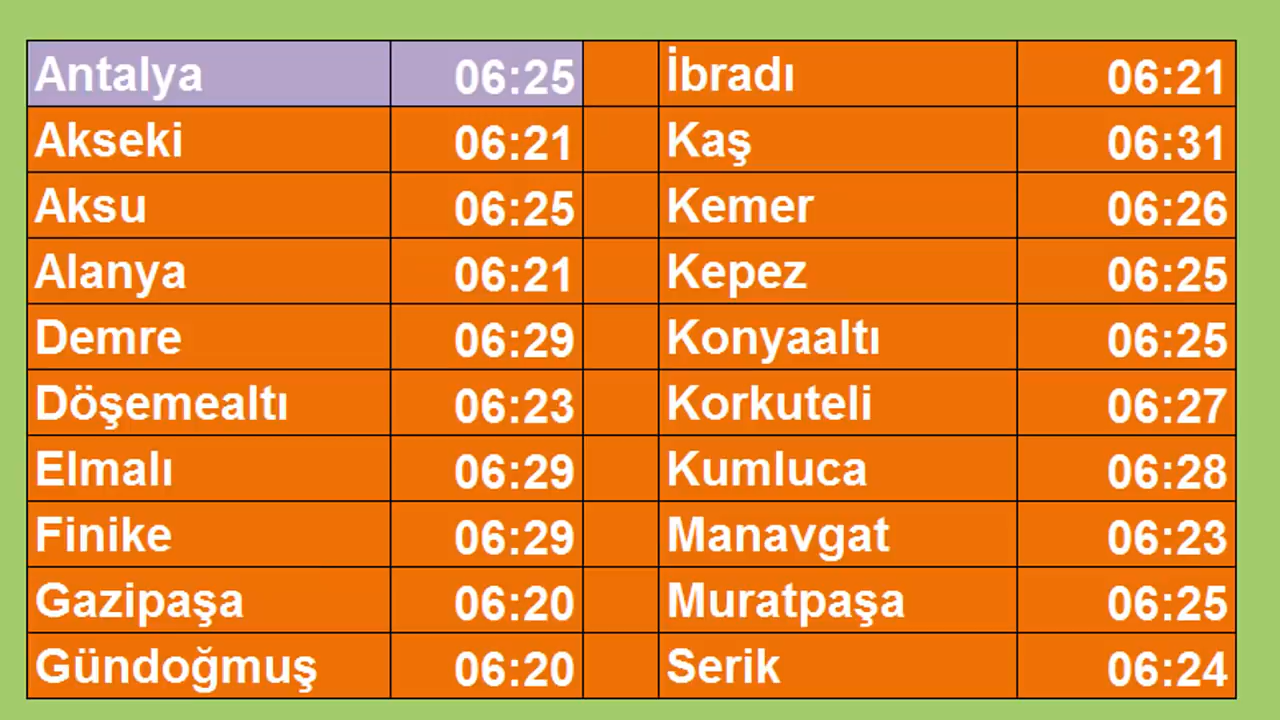 Antalya 06:25 İbradı 06:21
Akseki 06:21 Kaş 06:31
Aksu 06:25 Kemer 06:26
Alanya 06:21 Kepez 06:25
Demre 06:29 Konyaaltı 06:25
Döşemealtı 06:23 Korkuteli 06:27
Elmalı 06:29 Kumluca 06:28
Finike 06:29 Manavgat 06:23
Gazipaşa 06:20 Muratpaşa 06:25
Gündoğmuş 06:20 Serik 06:24